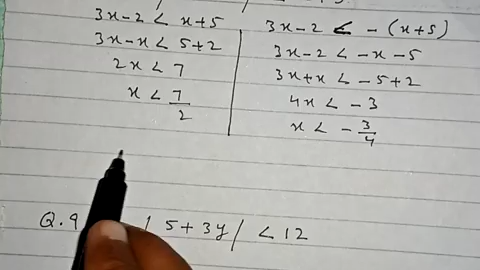 3x-2 < x+5
3x-x < 5+2
2x < 7
x < 7/2
3x-2 < -(x+5)
3x-2 < -x-5
3x+x < -5+2
4x < -3
x < -3/4
Q.9 |5+3y| < 12